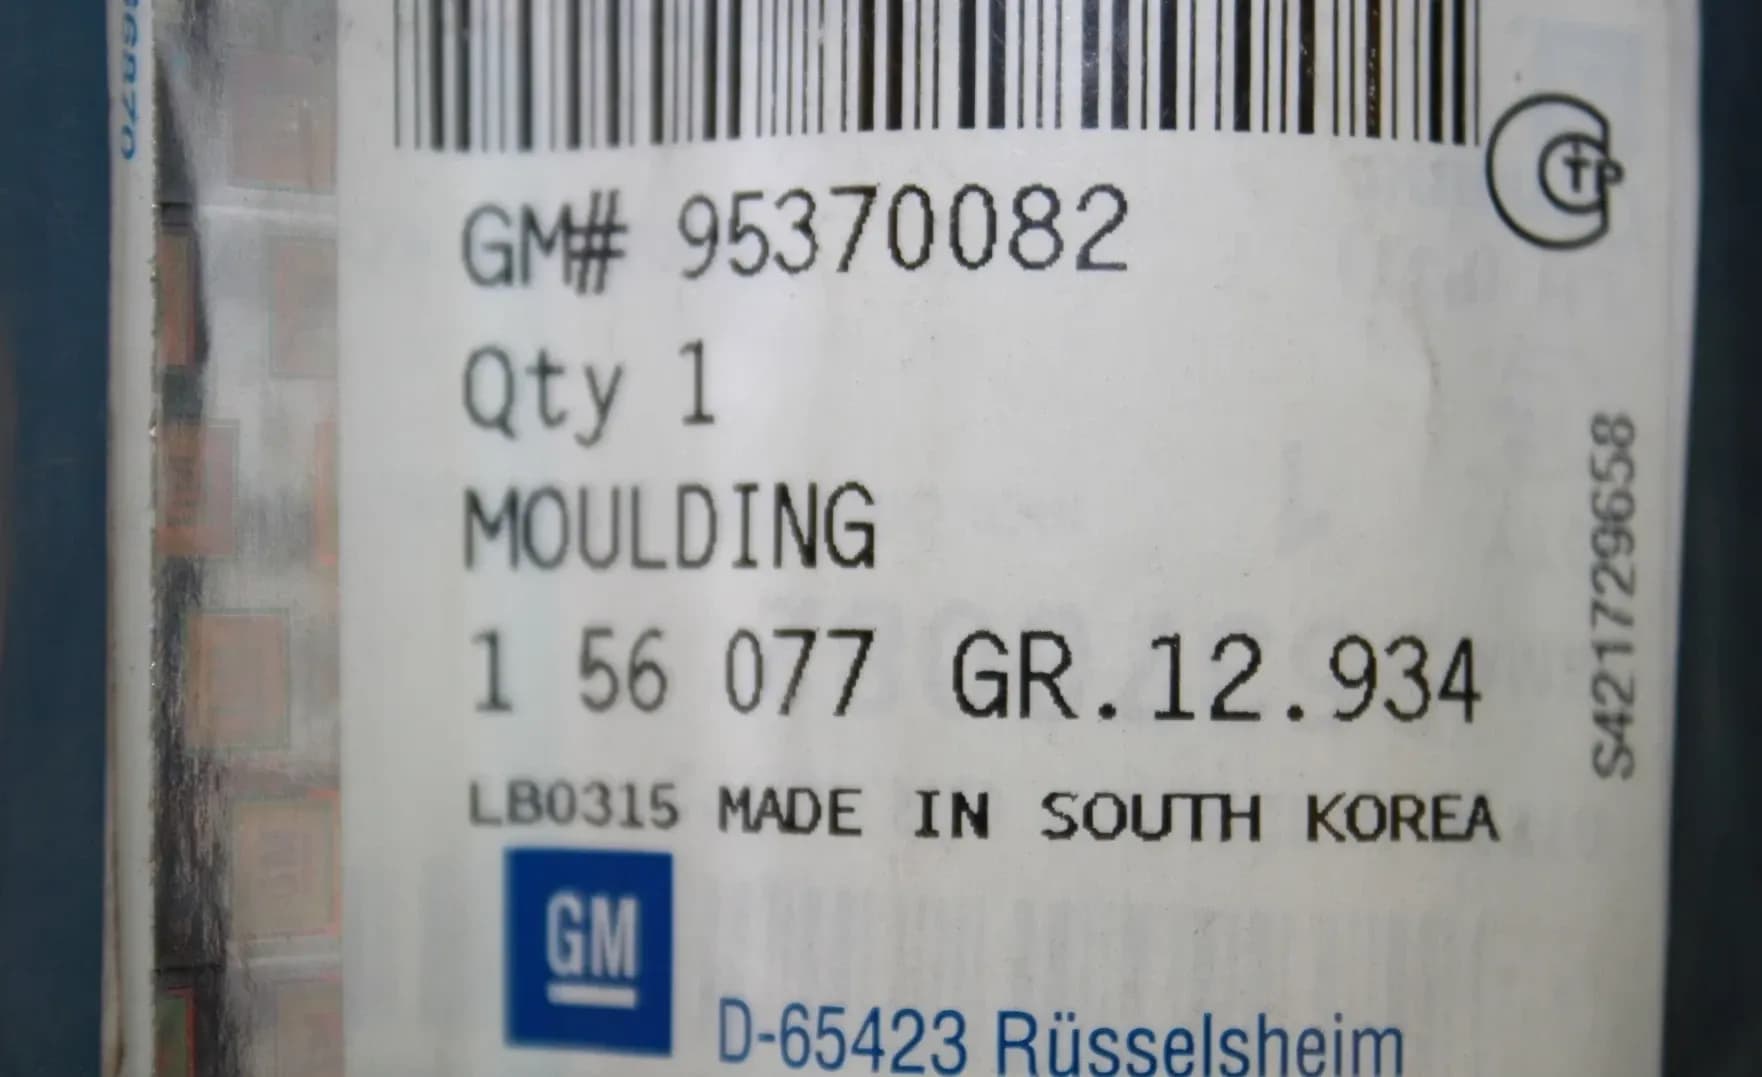 GM# 95370082
Qty 1
MOULDING
1 56 077 GR.12.934
LB0315 MADE IN SOUTH KOREA
GM
D-65423 Rüsselsheim
S421729658